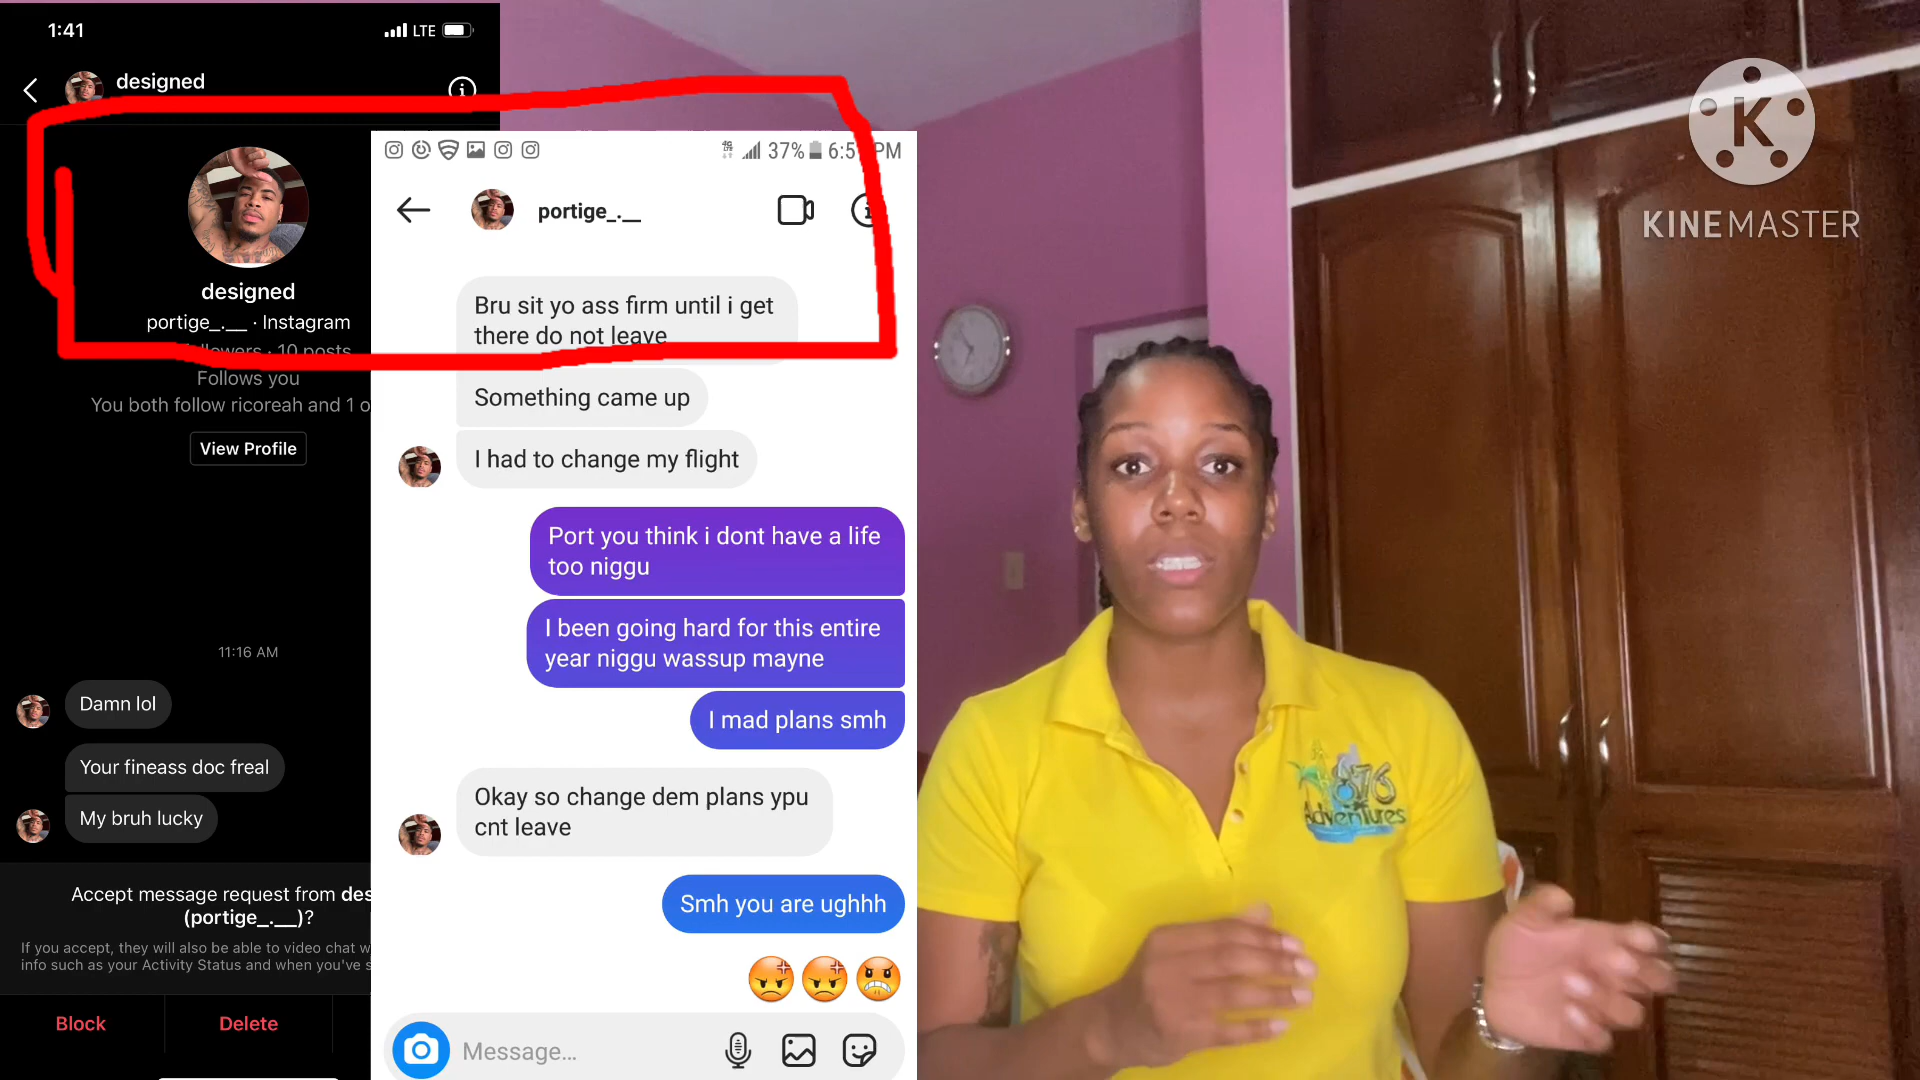 1:41
LTE
designed
designed
portige_._​_ · Instagram
10 posts
Follows you
You both follow ricoreah and 1 o
View Profile
11:16 AM
Damn lol
Your fineass doc freal
My bruh lucky
Accept message request from des
(portige_._​_)?
If you accept, they will also be able to video chat w
info such as your Activity Status and when you've s
Block
Delete
37%
PM
portige_._​_
Bru sit yo ass firm until i get
there do not leave
Something came up
I had to change my flight
Port you think i dont have a life
too niggu
I been going hard for this entire
year niggu wassup mayne
I mad plans smh
Okay so change dem plans ypu
cnt leave
Smh you are ughhh
Message...
K
KINEMASTER
876
Adventures